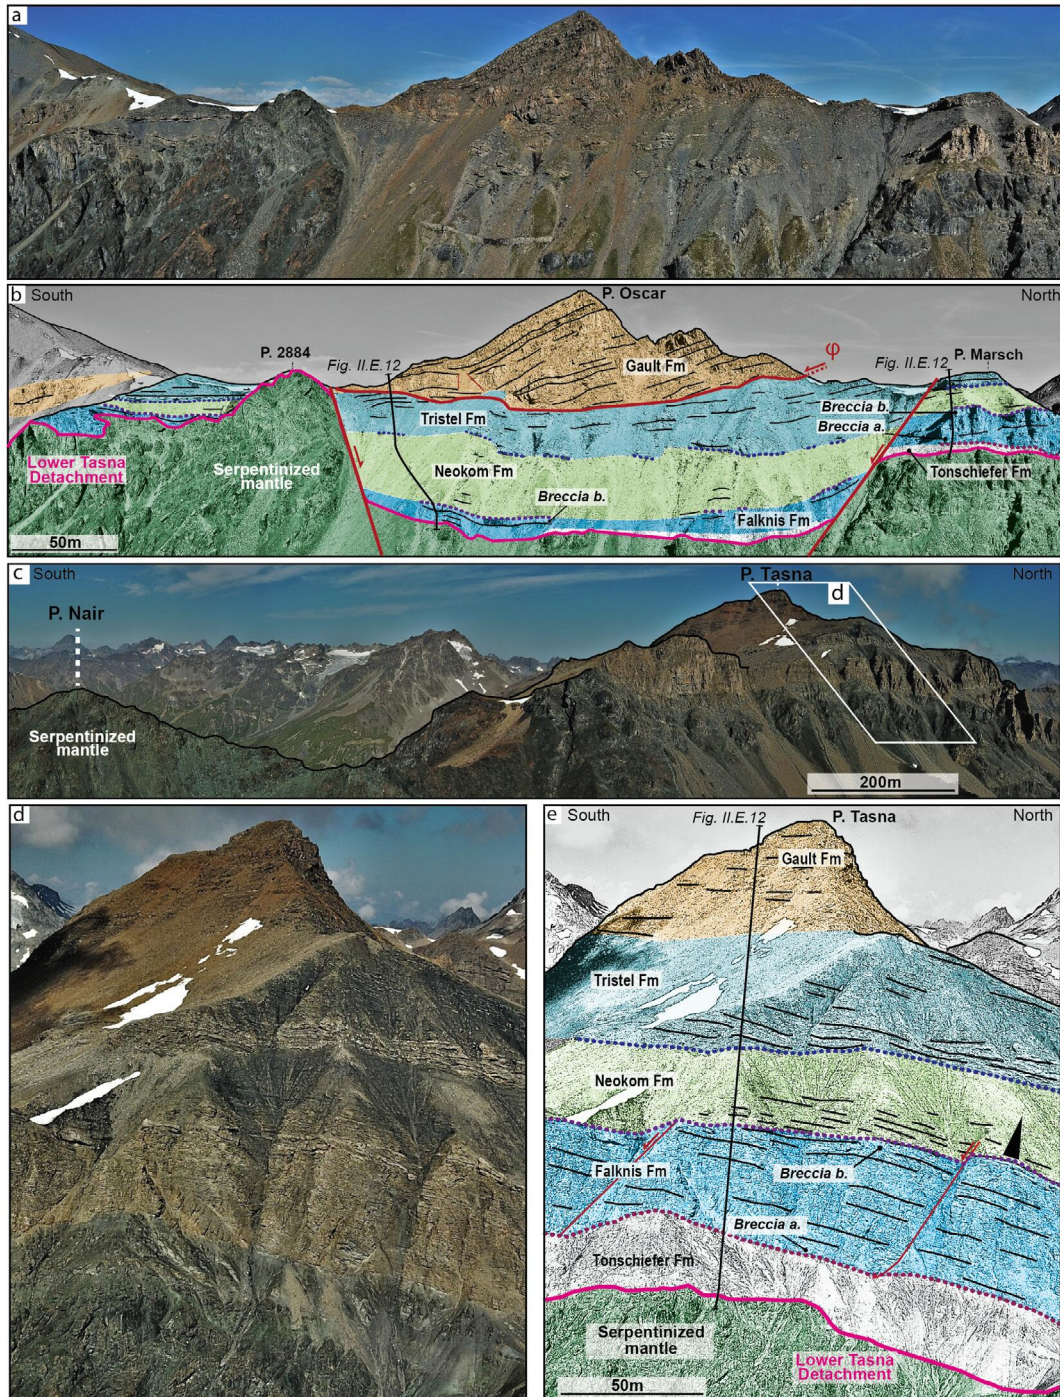 a
b
South
P. Oscar
North
P. 2884
Fig. II.E.12
Gault Fm
φ
Fig. II.E.12
P. Marsch
Tristel Fm
Breccia b.
Breccia a.
Lower Tasna
Detachment
Serpentinized
mantle
Neokom Fm
Tonschiefer Fm
Breccia b.
Falknis Fm
50m
c
South
P. Tasna
North
d
P. Nair
Serpentinized
mantle
200m
d
e
South
Fig. II.E.12
P. Tasna
North
Gault Fm
Tristel Fm
Neokom Fm
Falknis Fm
Breccia b.
Breccia a.
Tonschiefer Fm
Serpentinized
mantle
Lower Tasna
Detachment
50m